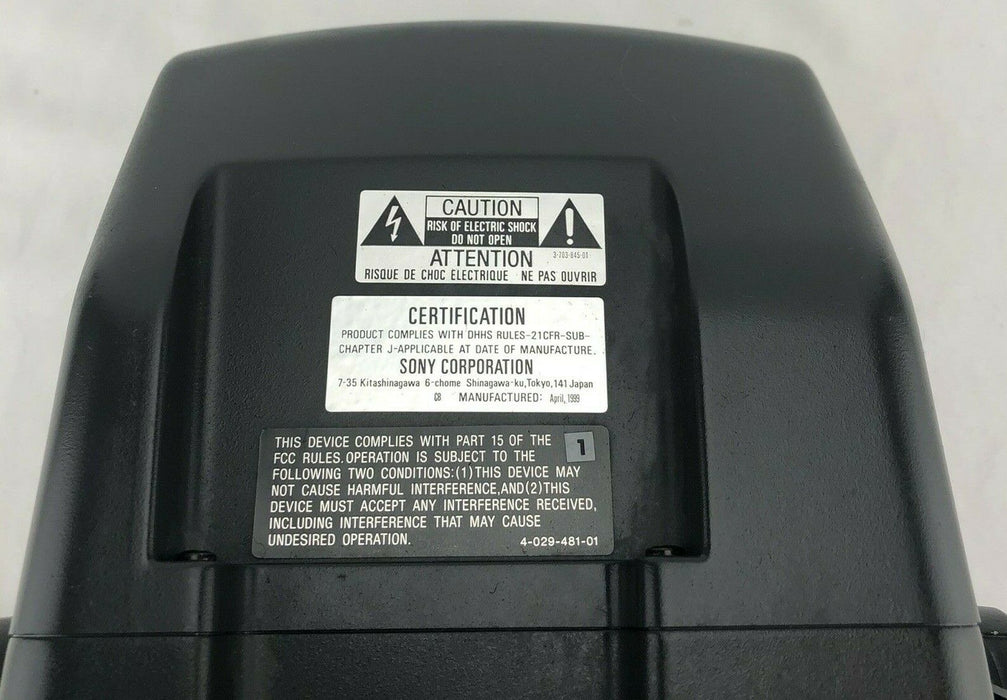 CAUTION
RISK OF ELECTRIC SHOCK
DO NOT OPEN
ATTENTION 3-703-845-01
RISQUE DE CHOC ELECTRIQUE NE PAS OUVRIR
CERTIFICATION
PRODUCT COMPLIES WITH DHHS RULES-21CFR-SUB-
CHAPTER J-APPLICABLE AT DATE OF MANUFACTURE.
SONY CORPORATION
7-35 Kitashinagawa 6-chome Shinagawa-ku,Tokyo,141 Japan
C8 MANUFACTURED: April, 1999
THIS DEVICE COMPLIES WITH PART 15 OF THE 1
FCC RULES. OPERATION IS SUBJECT TO THE
FOLLOWING TWO CONDITIONS:(1)THIS DEVICE MAY
NOT CAUSE HARMFUL INTERFERENCE,AND(2)THIS
DEVICE MUST ACCEPT ANY INTERFERENCE RECEIVED,
INCLUDING INTERFERENCE THAT MAY CAUSE
UNDESIRED OPERATION. 4-029-481-01